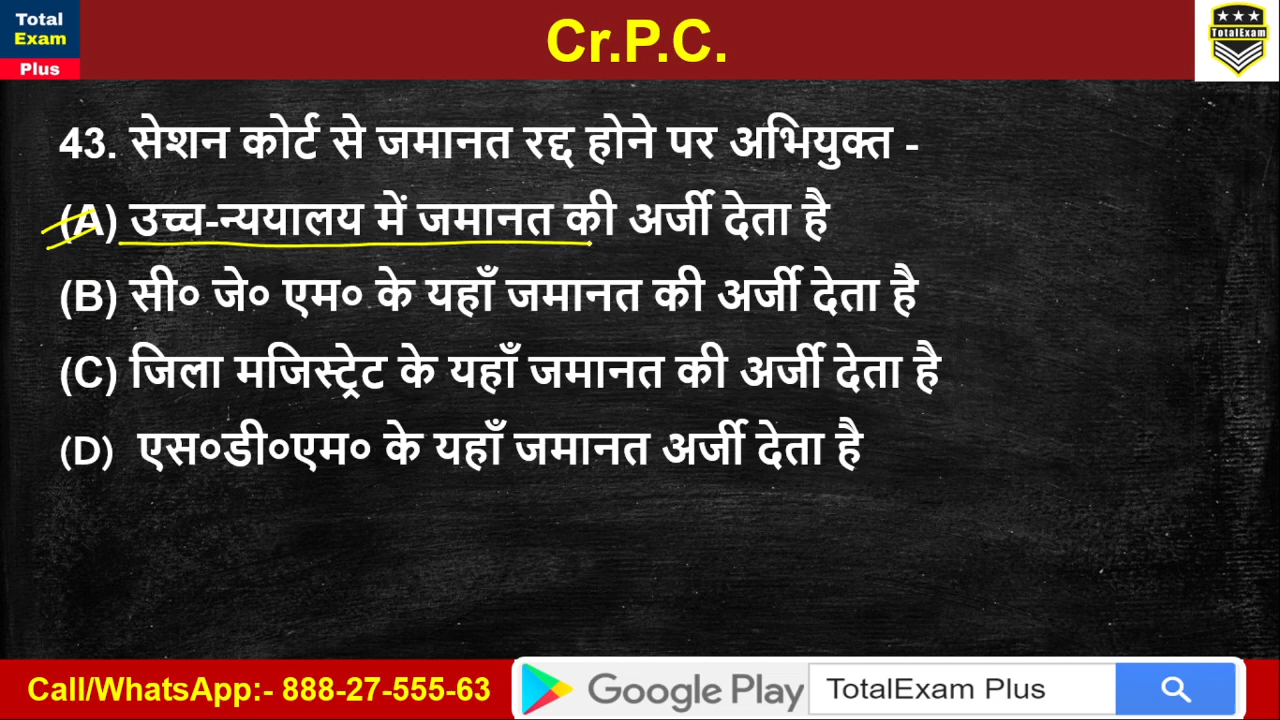 Total
Exam
Plus
Cr.P.C.
TotalExam
43. सेशन कोर्ट से जमानत रद्द होने पर अभियुक्त -
(A) उच्च-न्ययालय में जमानत की अर्जी देता है
(B) सी० जे० एम० के यहाँ जमानत की अर्जी देता है
(C) जिला मजिस्ट्रेट के यहाँ जमानत की अर्जी देता है
(D) एस०डी०एम० के यहाँ जमानत अर्जी देता है
Call/WhatsApp:- 888-27-555-63
Google Play
TotalExam Plus